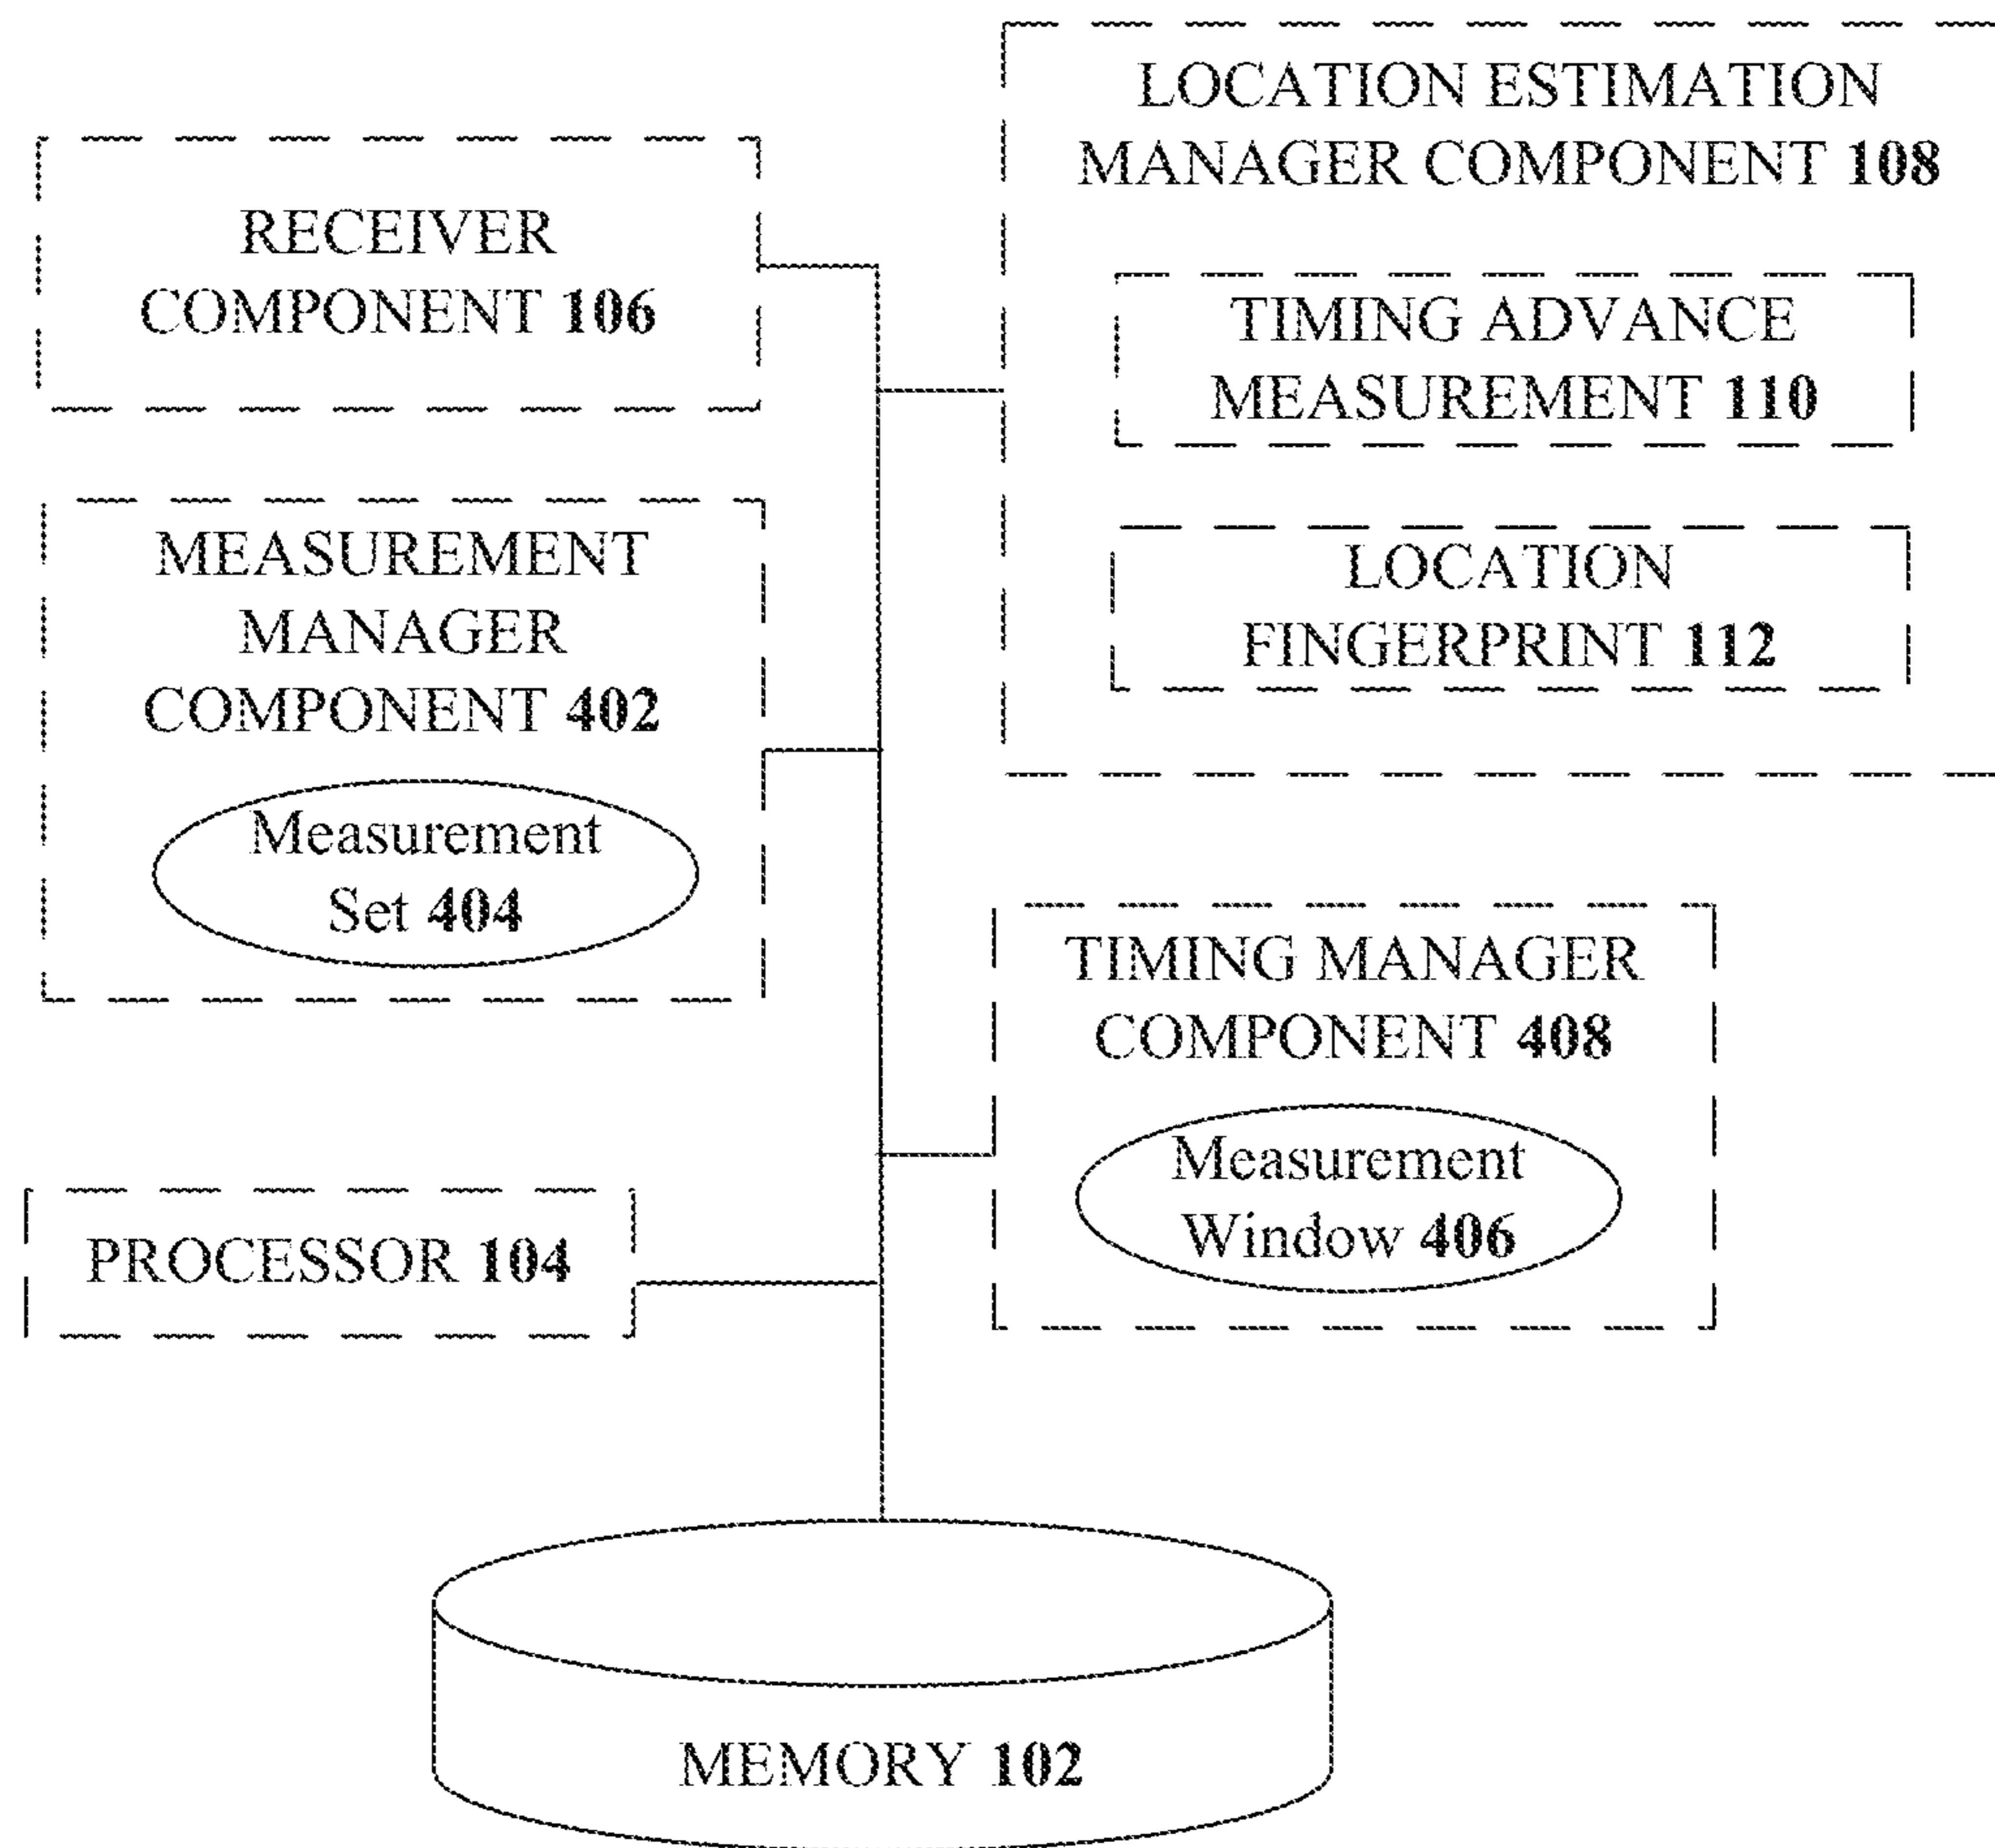 RECEIVER
COMPONENT 106
LOCATION ESTIMATION
MANAGER COMPONENT 108
TIMING ADVANCE
MEASUREMENT 110
LOCATION
FINGERPRINT 112
MEASUREMENT
MANAGER
COMPONENT 402
Measurement
Set 404
TIMING MANAGER
COMPONENT 408
Measurement
Window 406
PROCESSOR 104
MEMORY 102